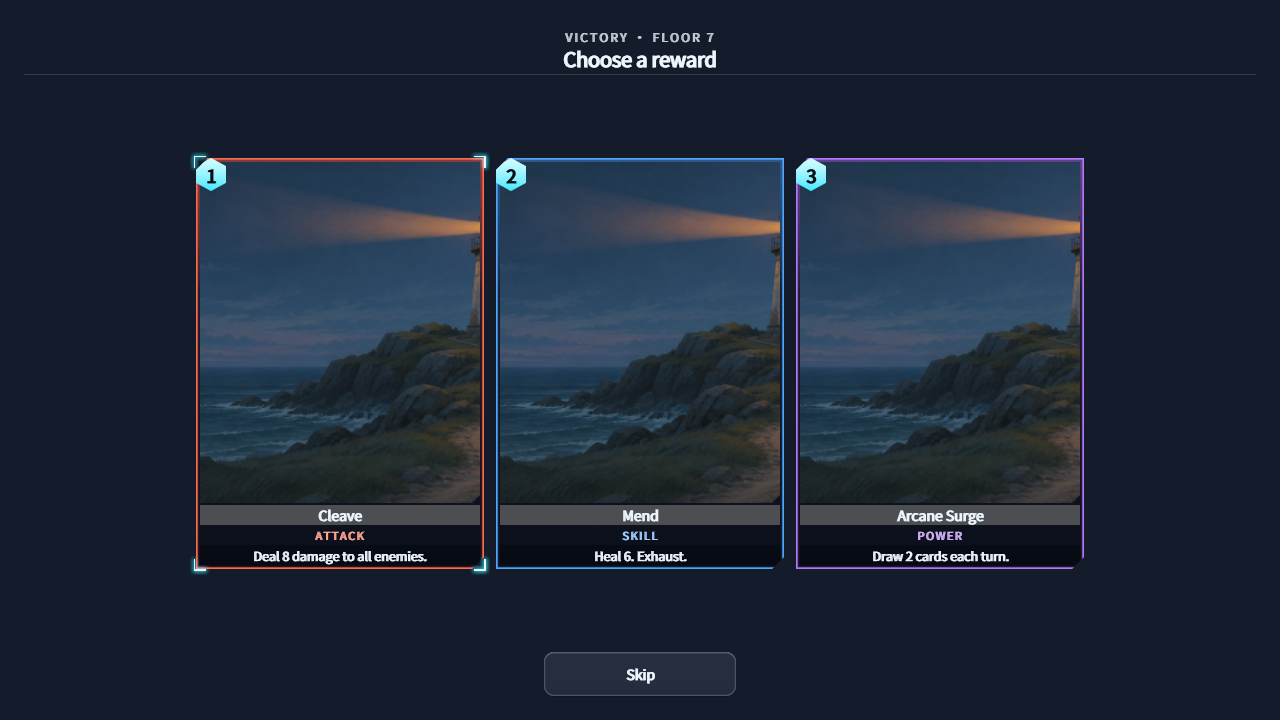 VICTORY • FLOOR 7
Choose a reward
1
Cleave
ATTACK
Deal 8 damage to all enemies.
2
Mend
SKILL
Heal 6. Exhaust.
3
Arcane Surge
POWER
Draw 2 cards each turn.
Skip